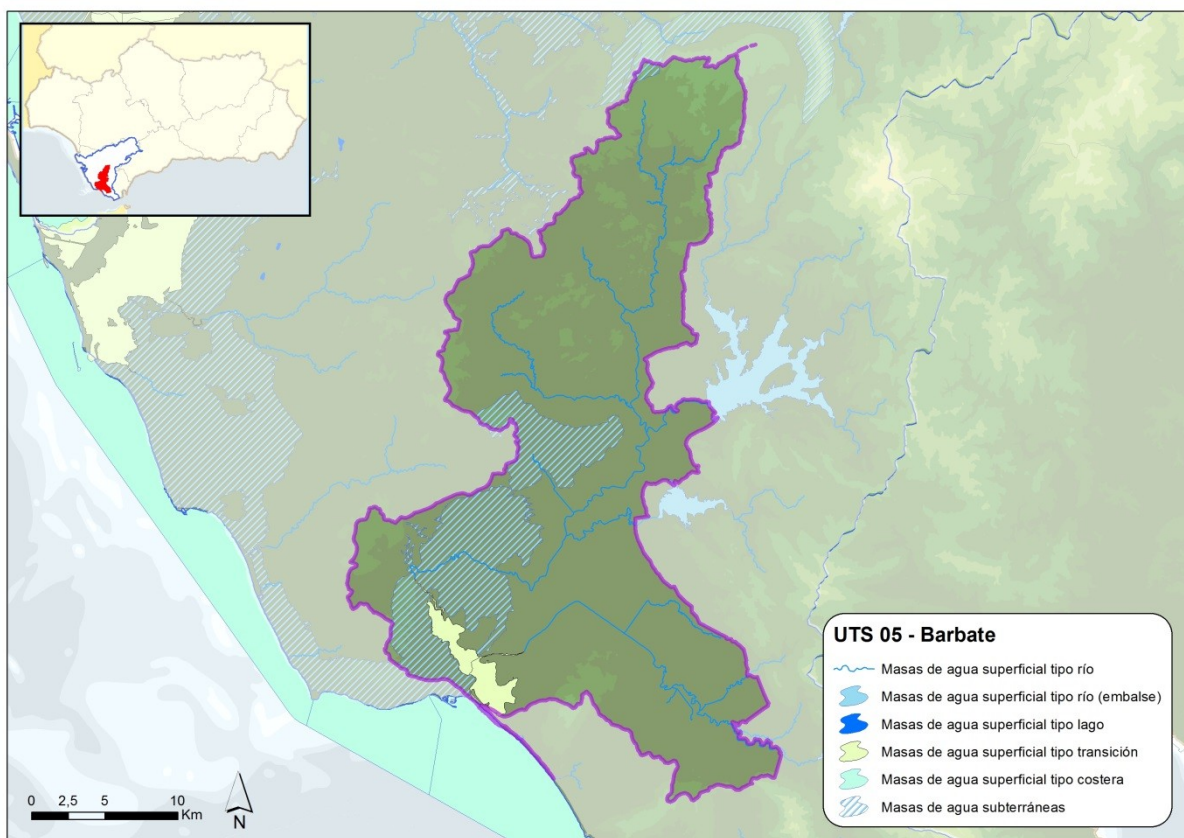 UTS 05 - Barbate
Masas de agua superficial tipo río
Masas de agua superficial tipo río (embalse)
Masas de agua superficial tipo lago
Masas de agua superficial tipo transición
Masas de agua superficial tipo costera
Masas de agua subterráneas
0 2,5 5 10
Km
N